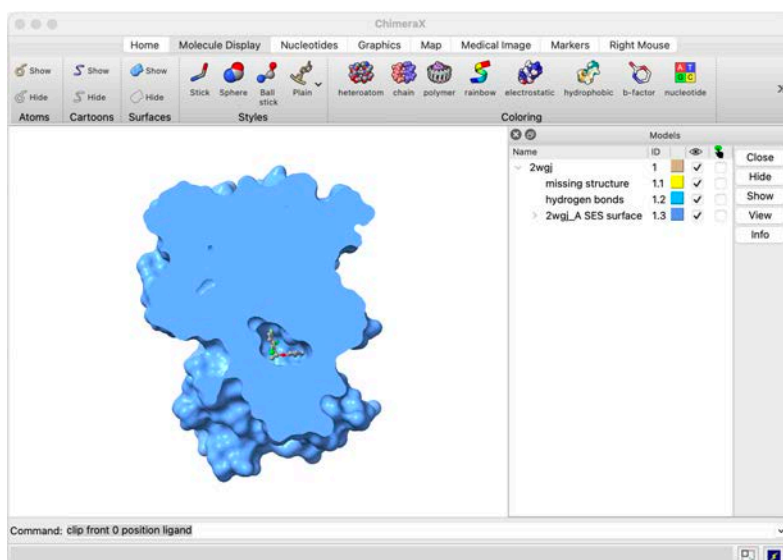 ChimeraX
Home Molecule Display Nucleotides Graphics Map Medical Image Markers Right Mouse
Show Show Show
Hide Hide Hide
Stick Sphere Ball stick Plain
heteroatom chain polymer rainbow electrostatic hydrophobic b-factor nucleotide
A T
G C
Atoms Cartoons Surfaces Styles Coloring
Models
Name ID
2wgj 1
missing structure 1.1
hydrogen bonds 1.2
2wgj_A SES surface 1.3
Close
Hide
Show
View
Info
Command: clip front 0 position ligand